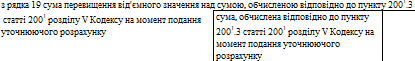 з рядка 19 сума перевищення від'ємного значення над сумою, обчисленою відповідно до пункту 200¹.3
статті 200¹ розділу V Кодексу на момент подання
уточнюючого розрахунку
сума, обчислена відповідно до пункту
200¹.3 статті 200¹ розділу V Кодексу на
момент подання уточнюючого
розрахунку